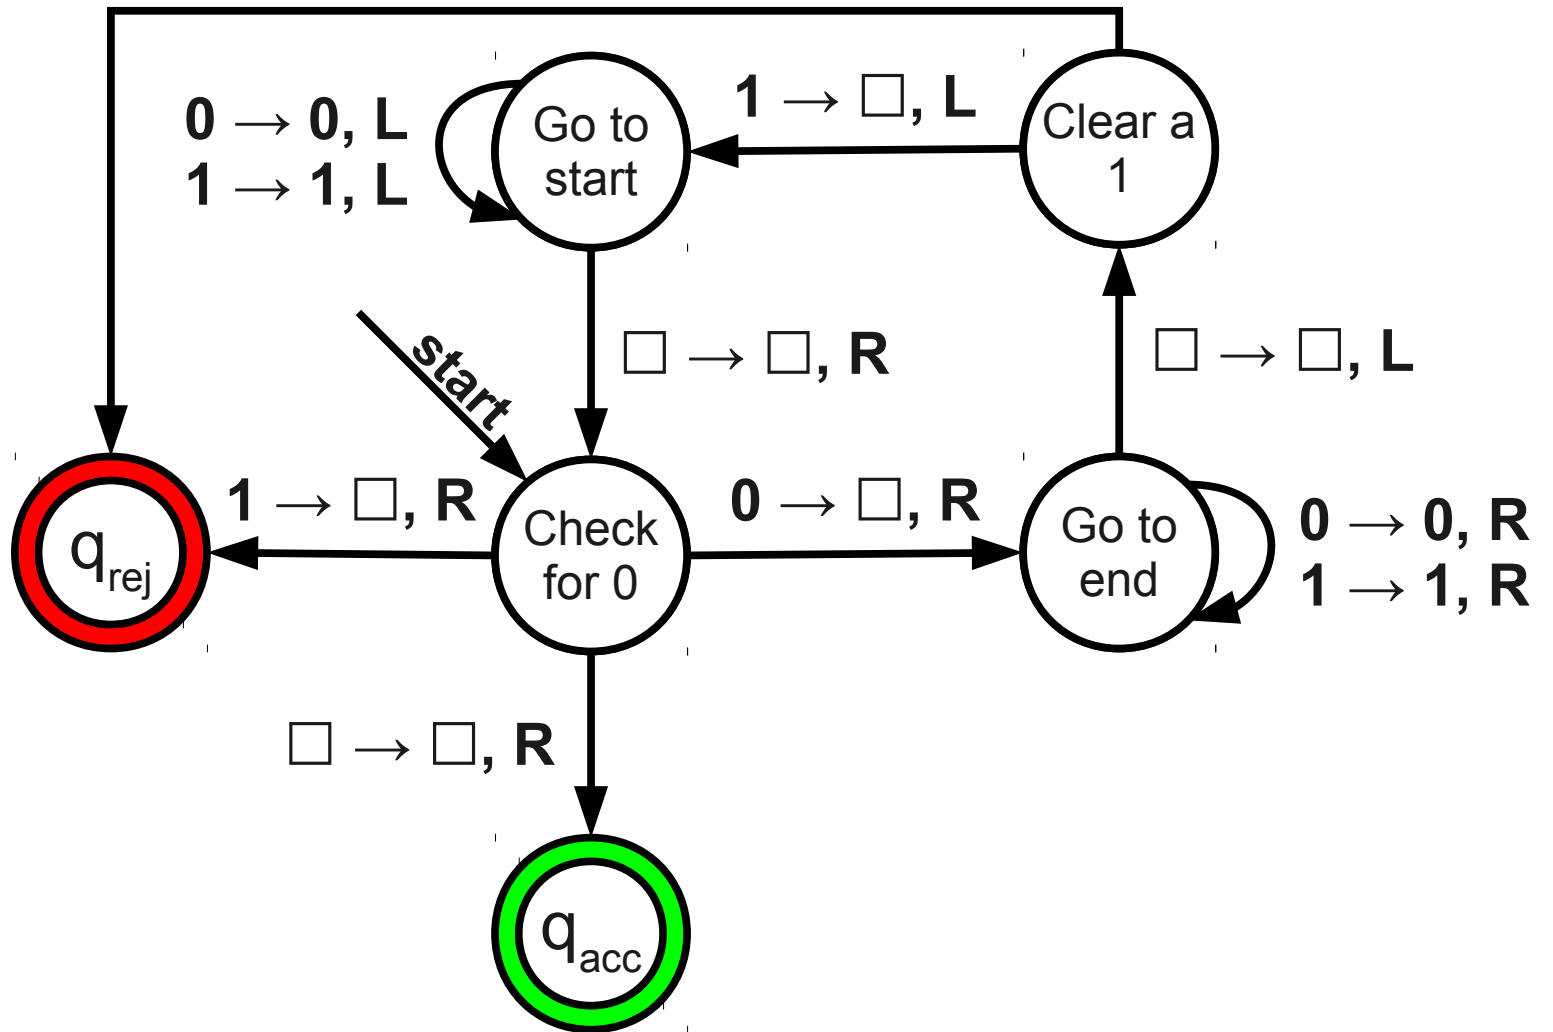 0 → 0, L
1 → 1, L
Go to
start
1 → □, L
Clear a
1
start
□ → □, R
□ → □, L
q_rej
1 → □, R
Check
for 0
0 → □, R
Go to
end
0 → 0, R
1 → 1, R
□ → □, R
q_acc